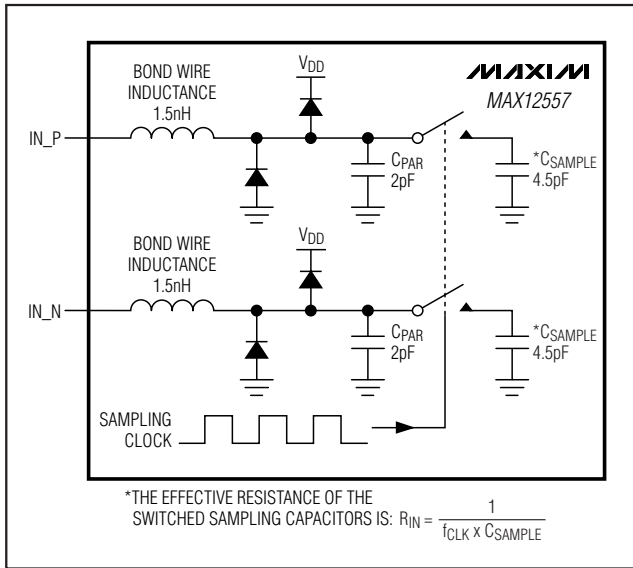 MAXIM
MAX12557
BOND WIRE
INDUCTANCE
1.5nH
VDD
IN_P
CPAR
2pF
*CSAMPLE
4.5pF
BOND WIRE
INDUCTANCE
1.5nH
VDD
IN_N
CPAR
2pF
*CSAMPLE
4.5pF
SAMPLING
CLOCK
*THE EFFECTIVE RESISTANCE OF THE
SWITCHED SAMPLING CAPACITORS IS: RIN = 1
fCLK x CSAMPLE